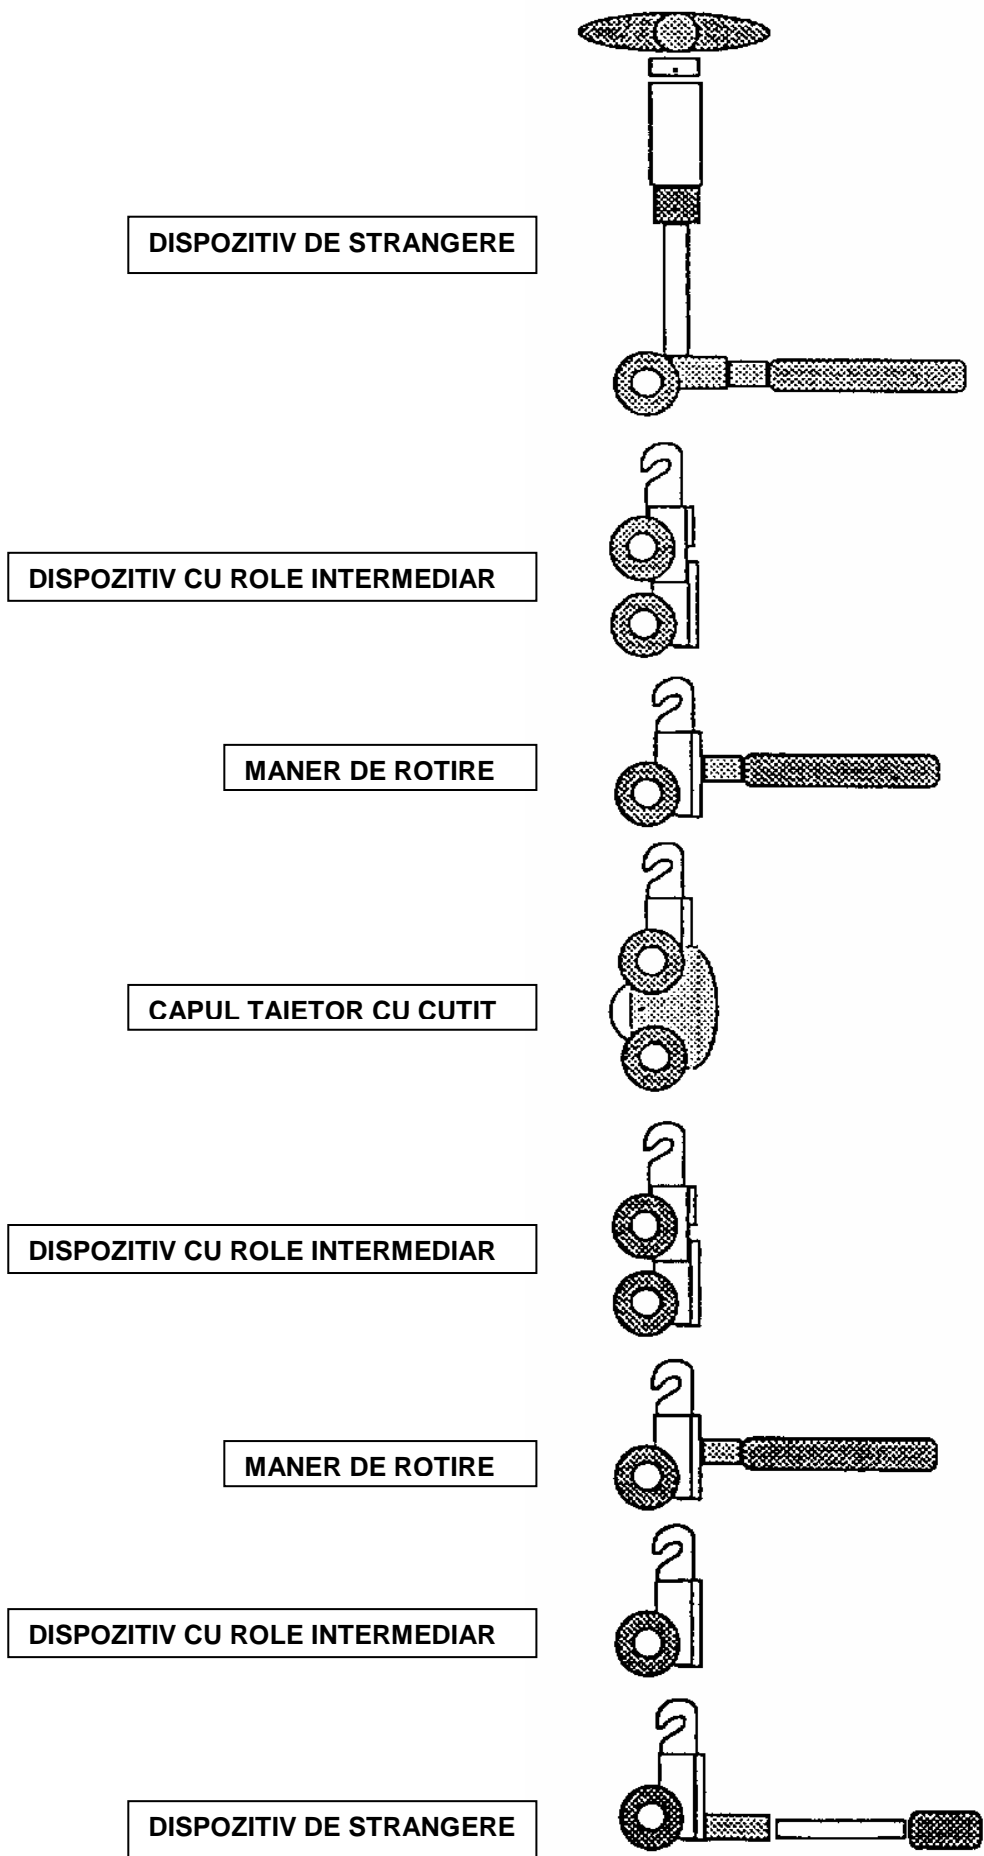 DISPOZITIV DE STRANGERE
DISPOZITIV CU ROLE INTERMEDIAR
MANER DE ROTIRE
CAPUL TAIETOR CU CUTIT
DISPOZITIV CU ROLE INTERMEDIAR
MANER DE ROTIRE
DISPOZITIV CU ROLE INTERMEDIAR
DISPOZITIV DE STRANGERE